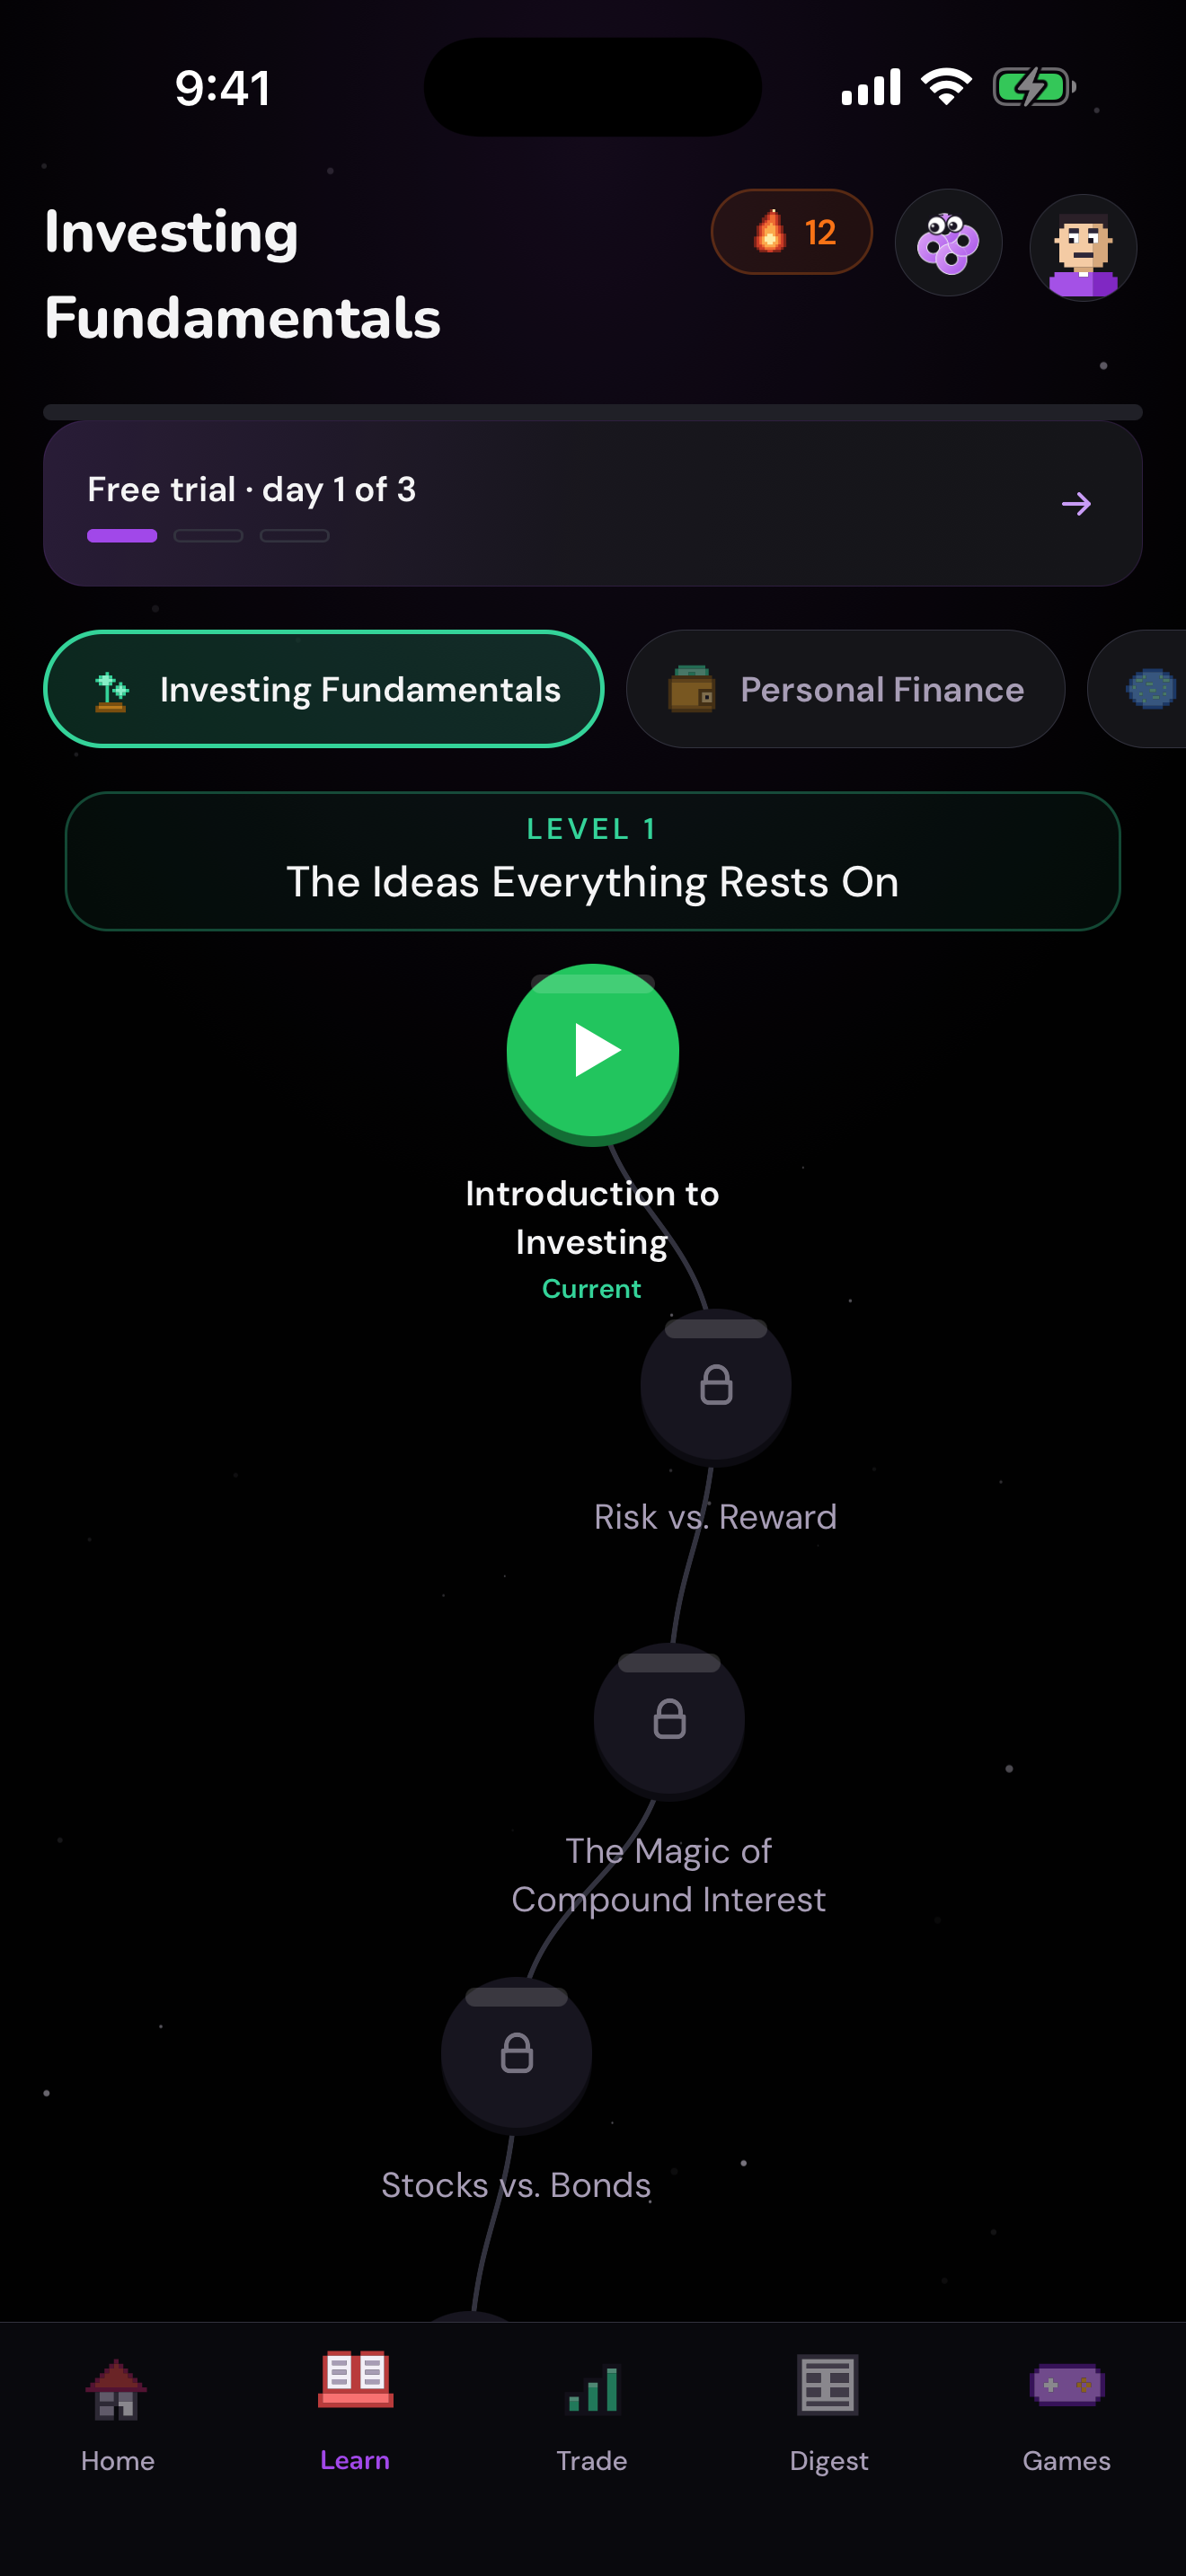 9:41
Investing
Fundamentals
12
Free trial · day 1 of 3
Investing Fundamentals
Personal Finance
LEVEL 1
The Ideas Everything Rests On
Introduction to
Investing
Current
Risk vs. Reward
The Magic of
Compound Interest
Stocks vs. Bonds
Home
Learn
Trade
Digest
Games